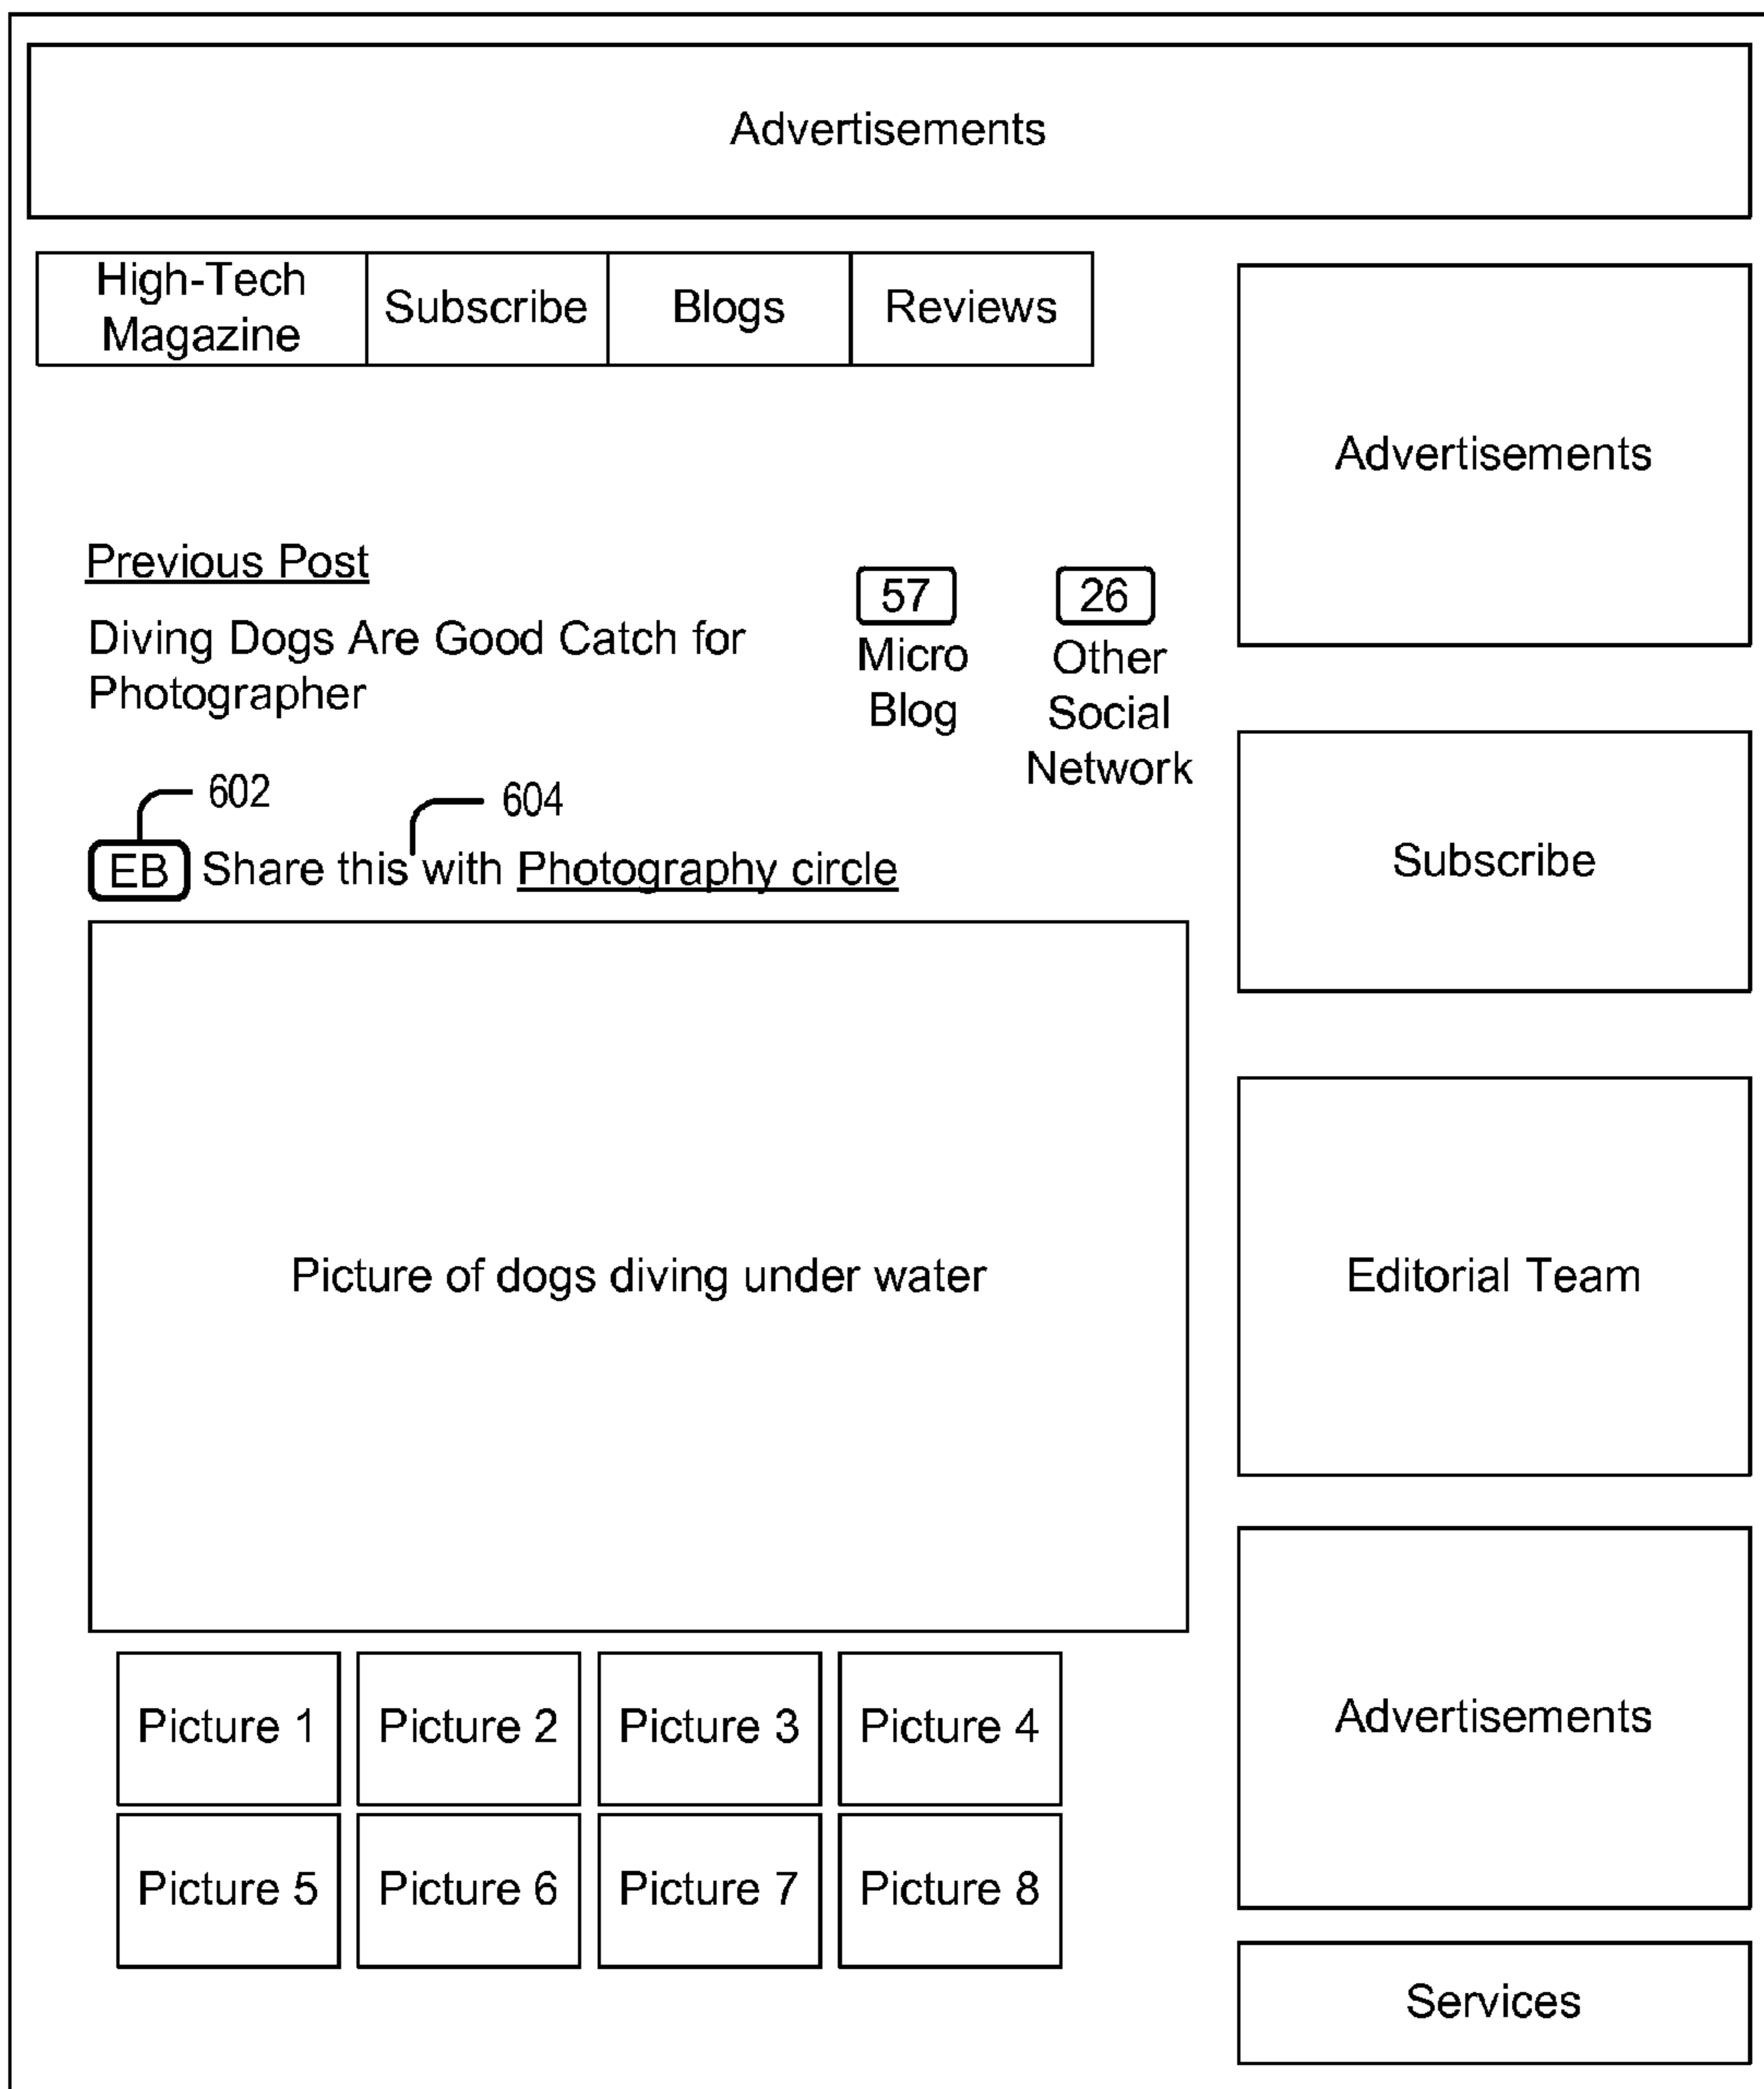 Advertisements
High-Tech
Magazine
Subscribe
Blogs
Reviews
Advertisements
Previous Post
Diving Dogs Are Good Catch for
Photographer
57
Micro
Blog
26
Other
Social
Network
602
604
EB Share this with Photography circle
Subscribe
Picture of dogs diving under water
Editorial Team
Picture 1
Picture 2
Picture 3
Picture 4
Advertisements
Picture 5
Picture 6
Picture 7
Picture 8
Services